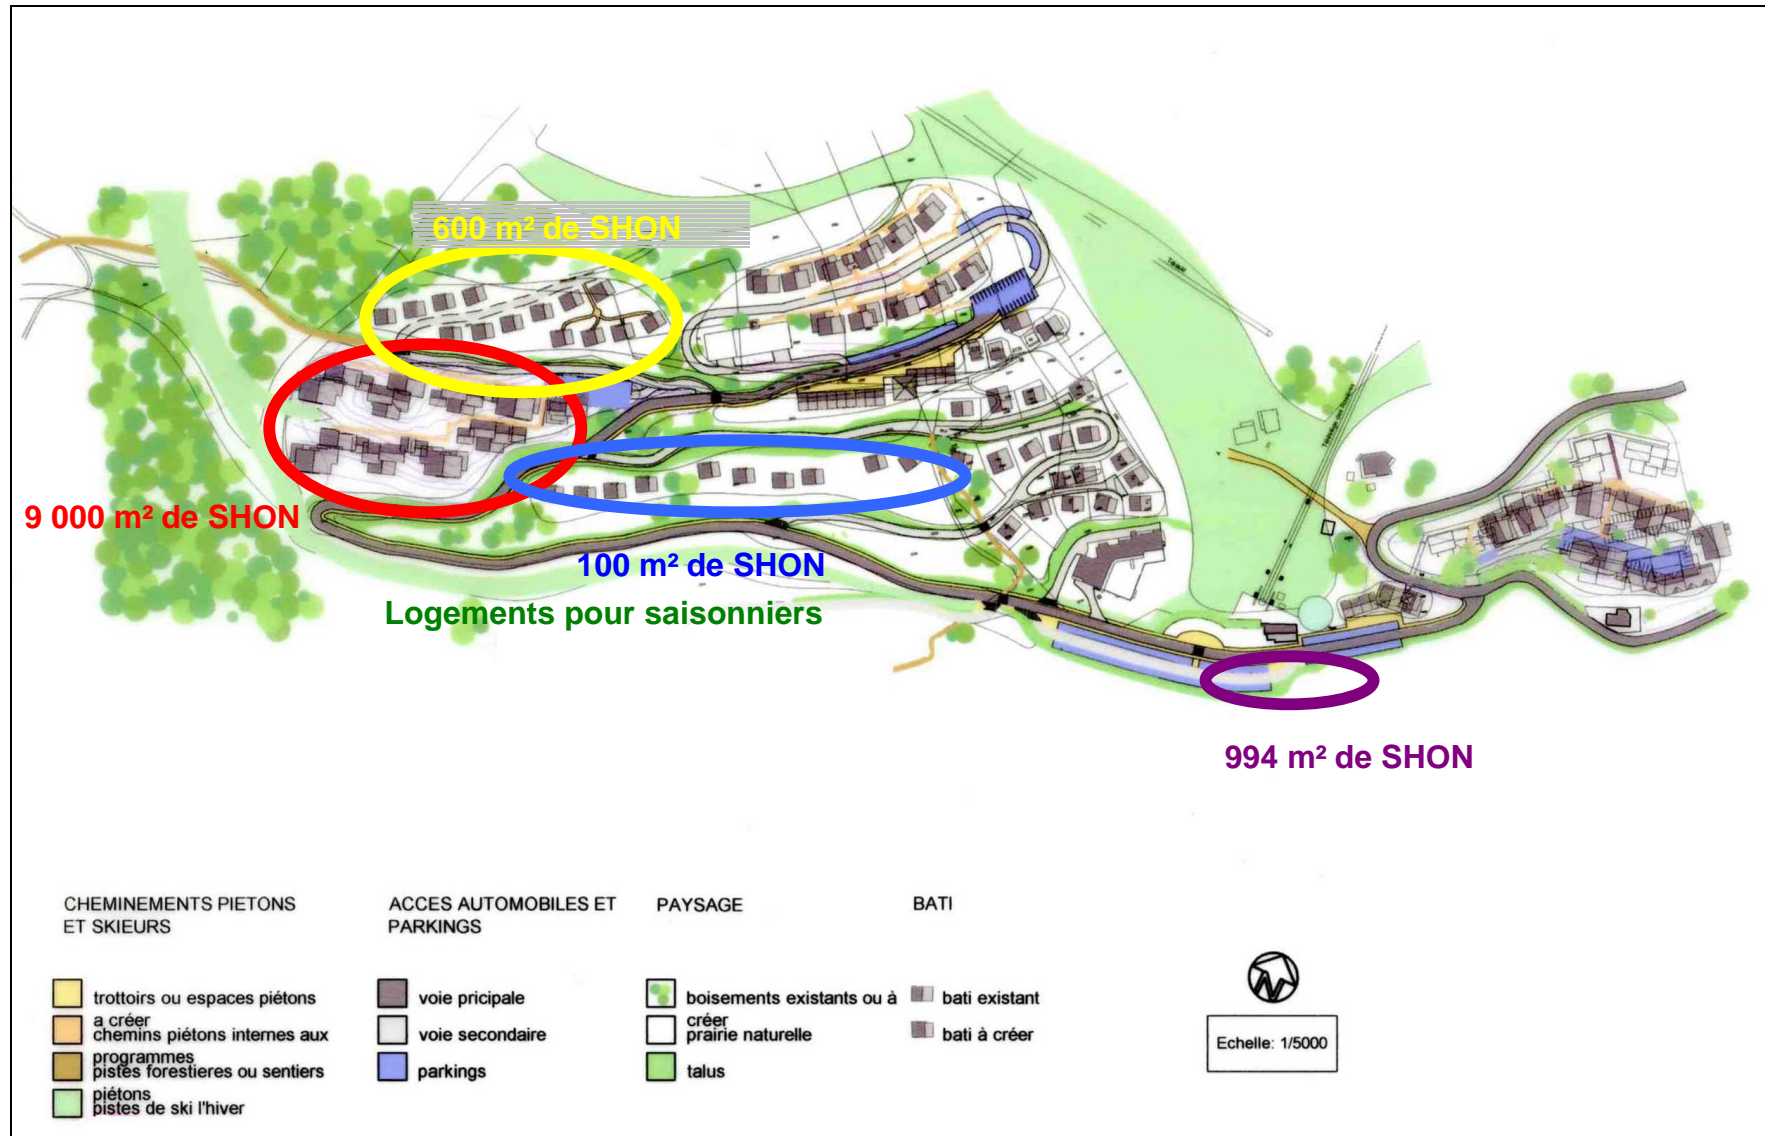 600 m² de SHON
9 000 m² de SHON
100 m² de SHON
Logements pour saisonniers
994 m² de SHON
CHEMINEMENTS PIETONS
ET SKIEURS
trottoirs ou espaces piétons
a créer
chemins piétons internes aux
programmes
pistes forestieres ou sentiers
piétons
pistes de ski l'hiver
ACCES AUTOMOBILES ET
PARKINGS
voie pricipale
voie secondaire
parkings
PAYSAGE
boisements existants ou à
créer
prairie naturelle
talus
BATI
bati existant
bati à créer
Echelle: 1/5000